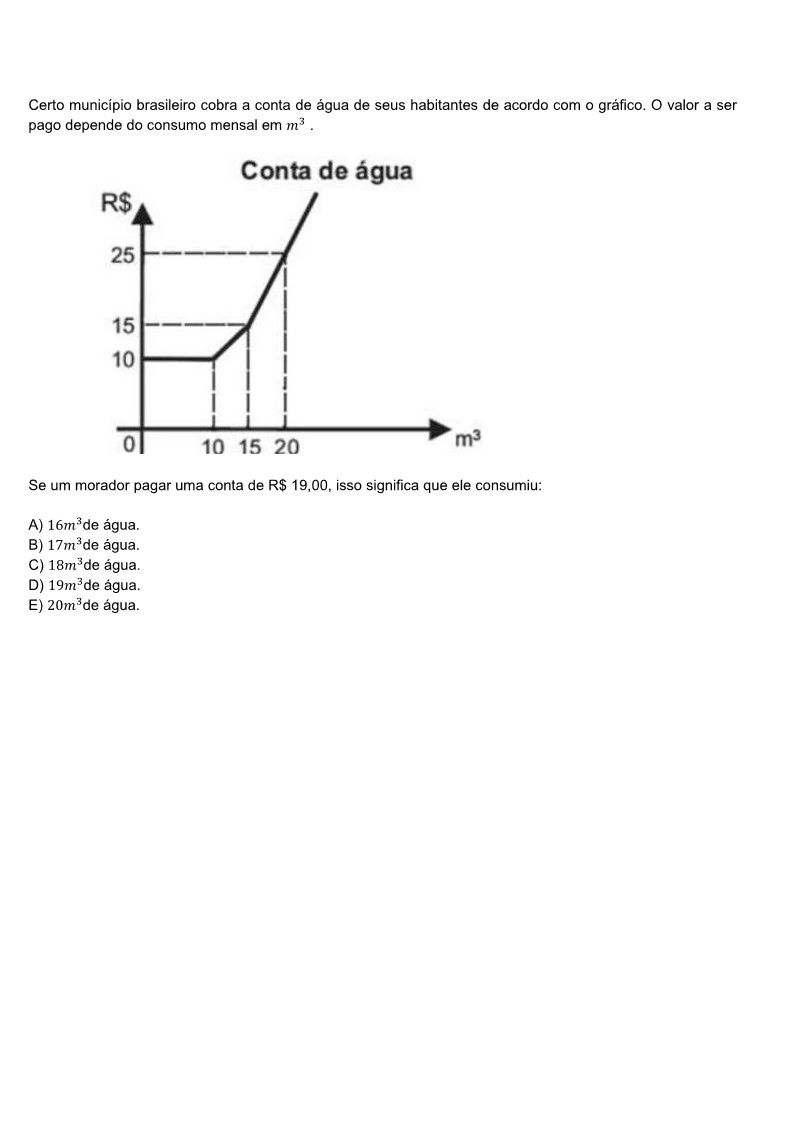 Certo município brasileiro cobra a conta de água de seus habitantes de acordo com o gráfico. O valor a ser
pago depende do consumo mensal em m³ .
Conta de água
R$
25
15
10
0
10 15 20
m³
Se um morador pagar uma conta de R$ 19,00, isso significa que ele consumiu:
A) 16m³de água.
B) 17m³de água.
C) 18m³de água.
D) 19m³de água.
E) 20m³de água.